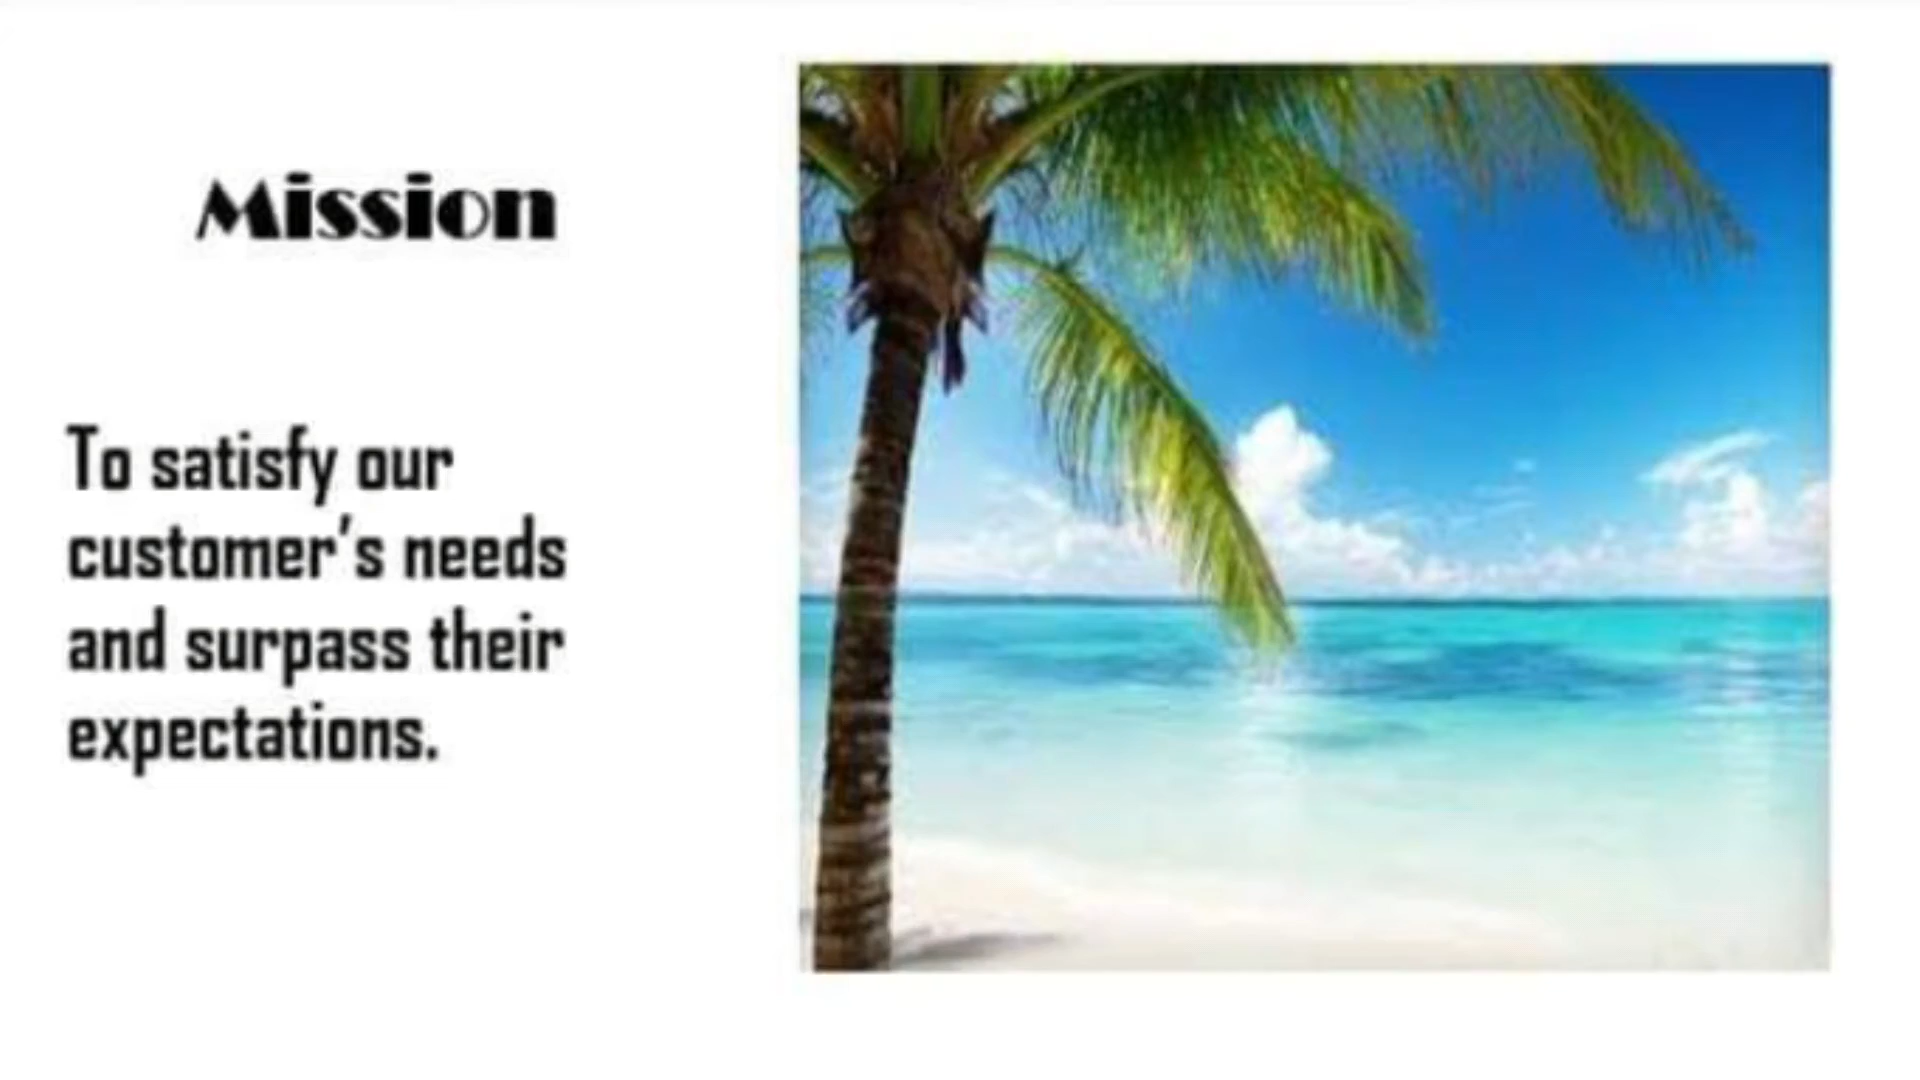 Mission
To satisfy our
customer's needs
and surpass their
expectations.